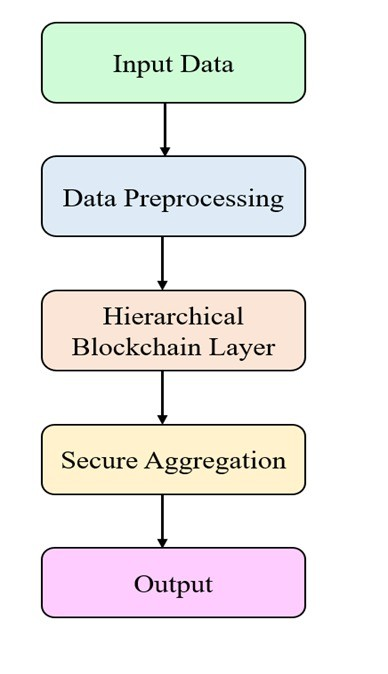 Input Data
Data Preprocessing
Hierarchical
Blockchain Layer
Secure Aggregation
Output